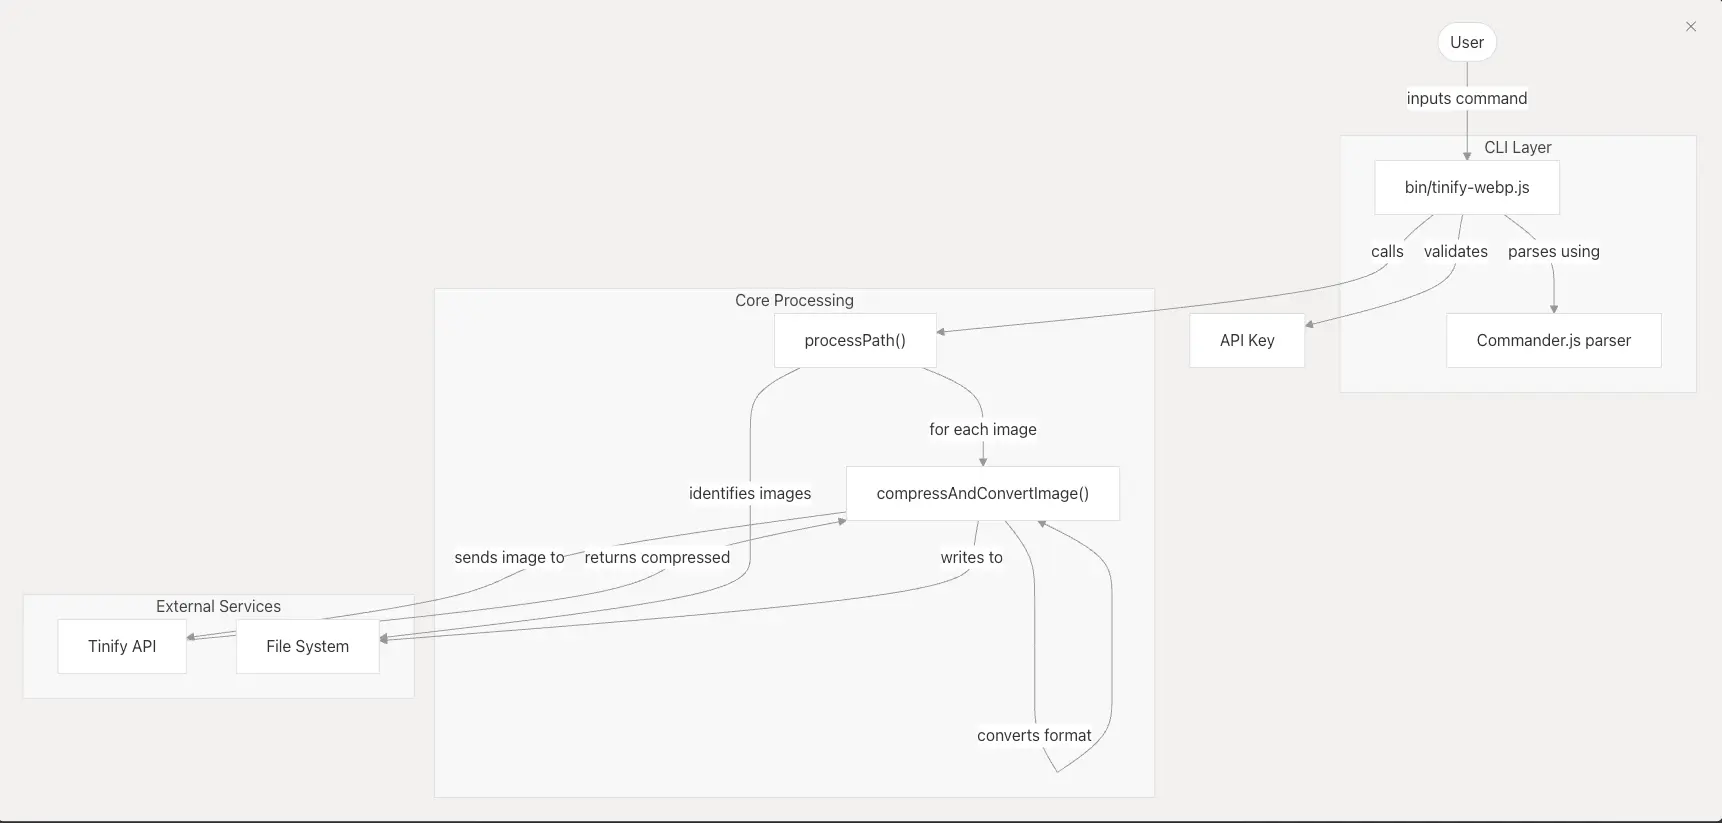 User
inputs command
CLI Layer
bin/tinify-webp.js
calls
validates
parses using
Core Processing
processPath()
API Key
Commander.js parser
for each image
identifies images
compressAndConvertImage()
sends image to
returns compressed
writes to
External Services
Tinify API
File System
converts format